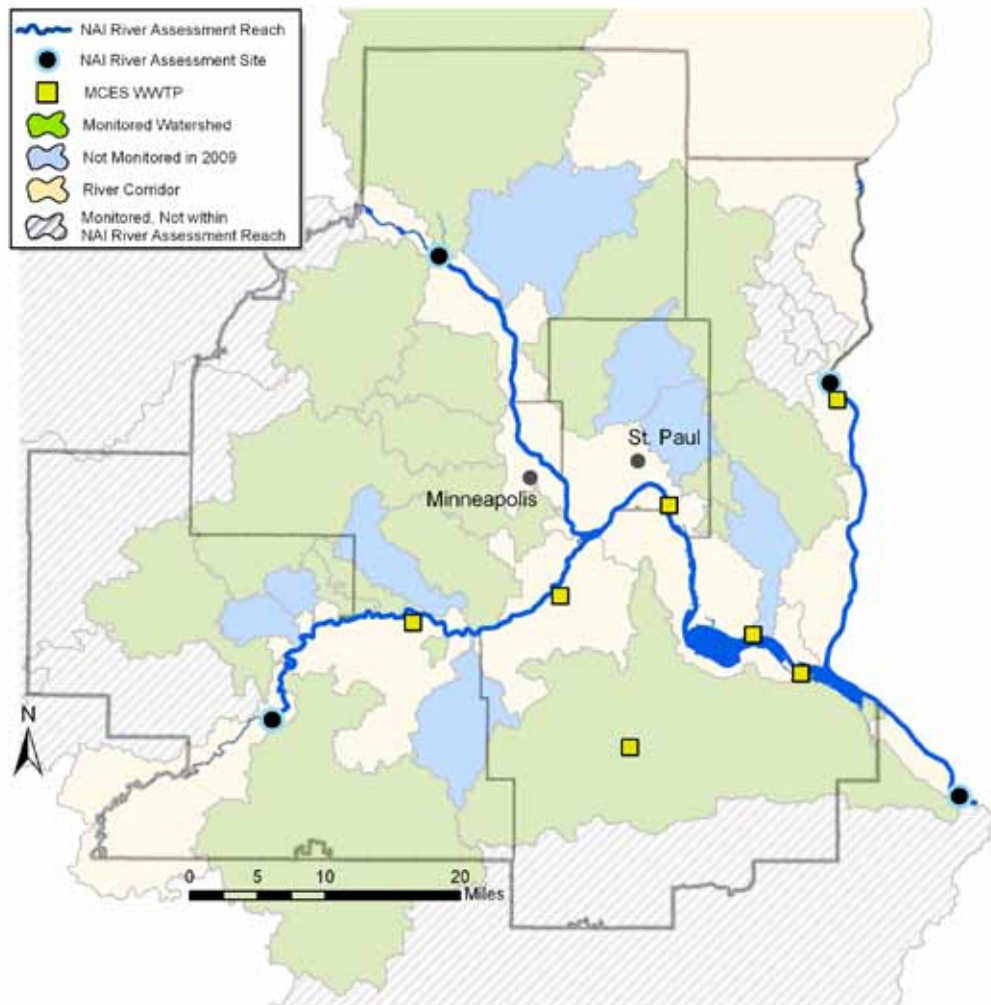 NAI River Assessment Reach
NAI River Assessment Site
MCES WWTP
Monitored Watershed
Not Monitored in 2009
River Corridor
Monitored, Not within
NAI River Assessment Reach
St. Paul
Minneapolis
N
0 5 10 20
Miles